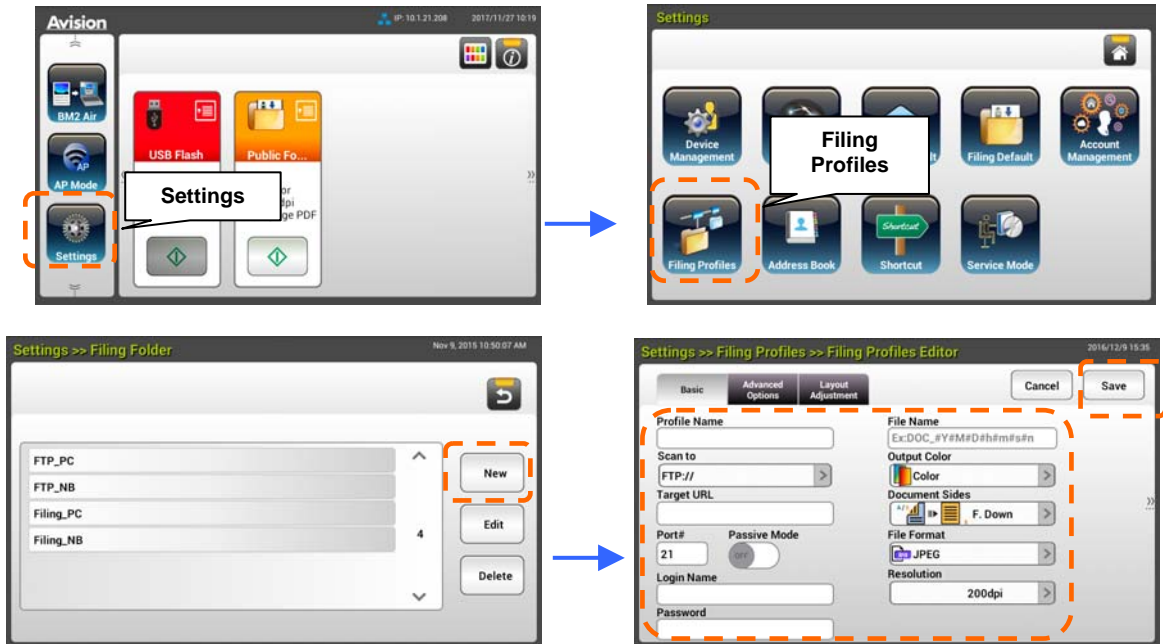 Avision
IP: 10.1.21.208 2017/11/27 10:19
BM2 Air
AP
AP Mode
Settings
USB Flash
Public Fo...
Settings
or
dpi
ge PDF
Settings
Device
Management
lt
Filing Default
Account
Management
Filing
Profiles
Filing Profiles
Address Book
Shortcut
Shortcut
Service Mode
Settings >> Filing Folder
Nov 9, 2015 10:50:07 AM
FTP_PC
FTP_NB
Filing_PC
Filing_NB
4
New
Edit
Delete
Settings >> Filing Profiles >> Filing Profiles Editor
2016/12/9 15:35
Basic
Advanced
Options
Layout
Adjustment
Cancel
Save
Profile Name
Scan to
FTP://
Target URL
Port# Passive Mode
21 OFF
Login Name
Password
File Name
Ex:DOC_#Y#M#D#h#m#s#n
Output Color
Color
Document Sides
F. Down
File Format
JPEG
Resolution
200dpi